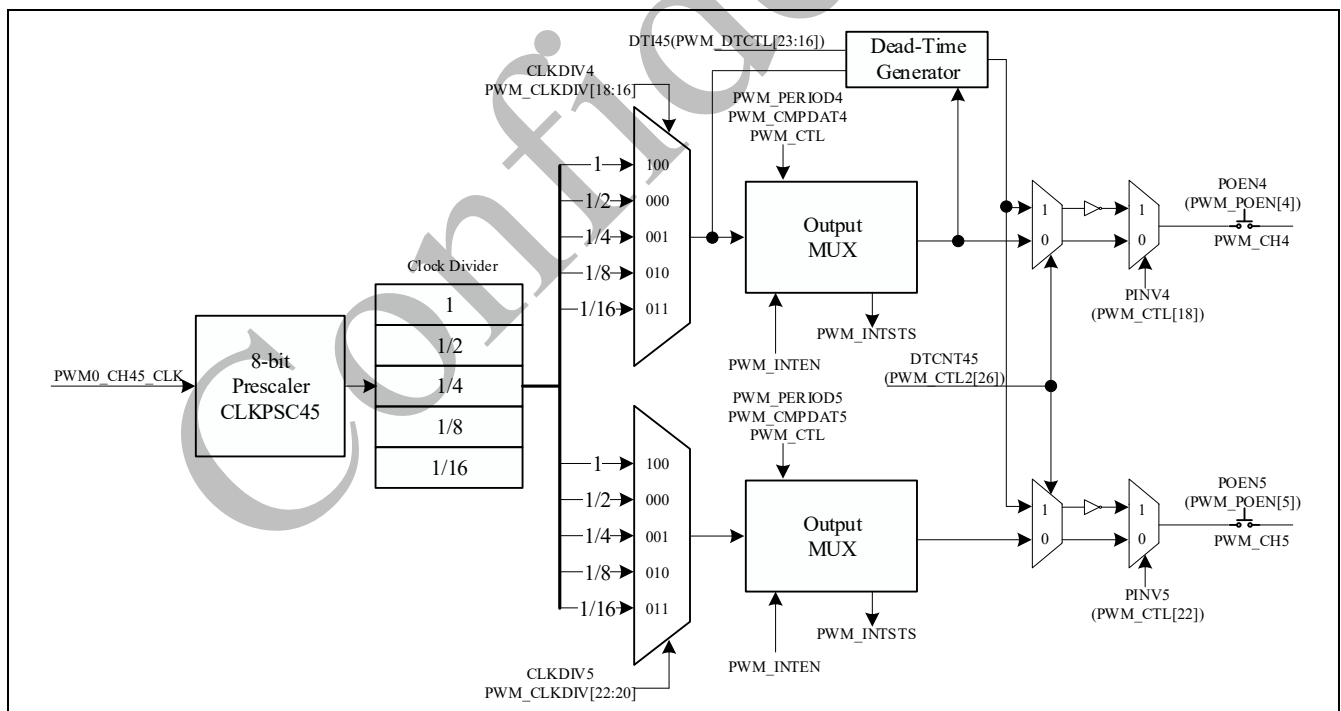 DTI45(PWM_DTCTL[23:16])
Dead-Time
Generator
CLKDIV4
PWM_CLKDIV[18:16]
PWM_PERIOD4
PWM_CMPDAT4
PWM_CTL
1
100
1/2
000
1/4
001
1/8
010
1/16
011
Output
MUX
PWM_INTEN
PWM_INTSTS
1
0
1
0
POEN4
(PWM_POEN[4])
PWM_CH4
PINV4
(PWM_CTL[18])
DTCNT45
(PWM_CTL2[26])
Clock Divider
1
1/2
1/4
1/8
1/16
PWM0_CH45_CLK
8-bit
Prescaler
CLKPSC45
PWM_PERIOD5
PWM_CMPDAT5
PWM_CTL
1
100
1/2
000
1/4
001
1/8
010
1/16
011
Output
MUX
PWM_INTEN
PWM_INTSTS
1
0
1
0
POEN5
(PWM_POEN[5])
PWM_CH5
PINV5
(PWM_CTL[22])
CLKDIV5
PWM_CLKDIV[22:20]